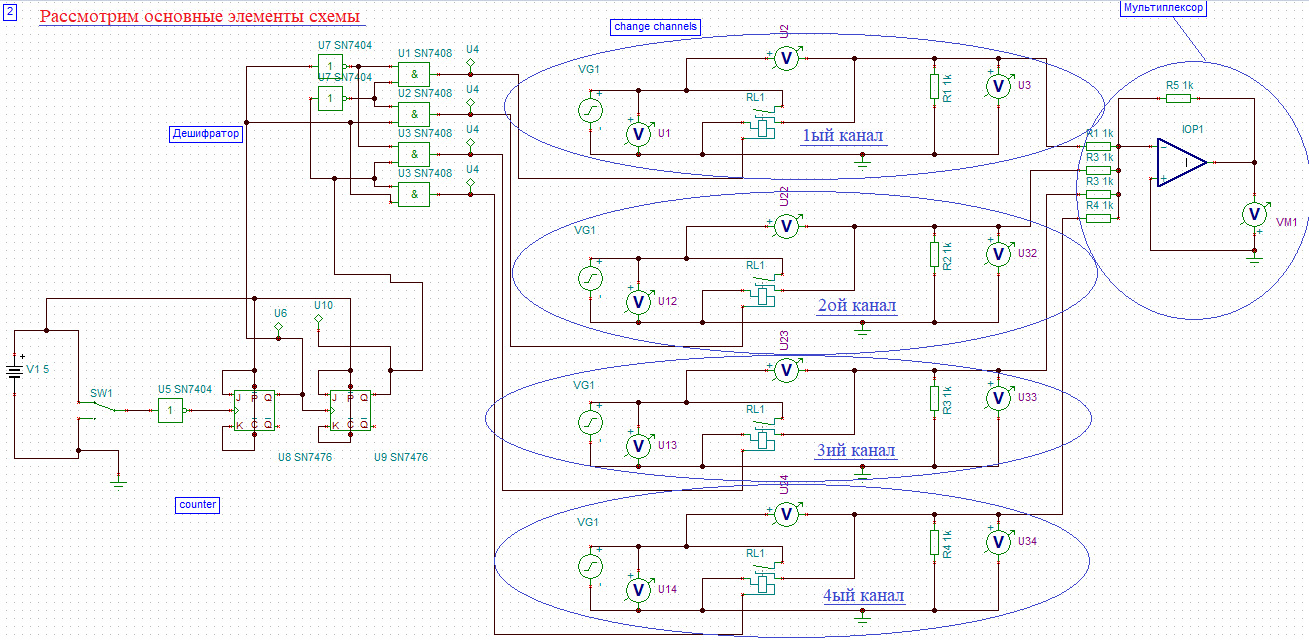 2
Рассмотрим основные элементы схемы
change channels
Мультиплексор
Дешифратор
U7 SN7404
1
U7 SN7404
1
U1 SN7408
&
U2 SN7408
&
U3 SN7408
&
U3 SN7408
&
U4
U4
U4
U4
VG1
+
-
+
V
U1
U2
+
V
RL1
1ый канал
R1 1k
+
V
U3
VG1
+
-
+
V
U12
U22
+
V
RL1
2ой канал
R2 1k
+
V
U32
VG1
+
-
+
V
U13
U23
+
V
RL1
3ий канал
R3 1k
+
V
U33
VG1
+
-
+
V
U14
U24
+
V
RL1
4ый канал
R4 1k
+
V
U34
R1 1k
R3 1k
R3 1k
R4 1k
R5 1k
IOP1
-
+
I
V
+
VM1
+
V1 5
SW1
U5 SN7404
1
U6
U10
J P Q
K C Q
U8 SN7476
J P Q
K C Q
U9 SN7476
counter